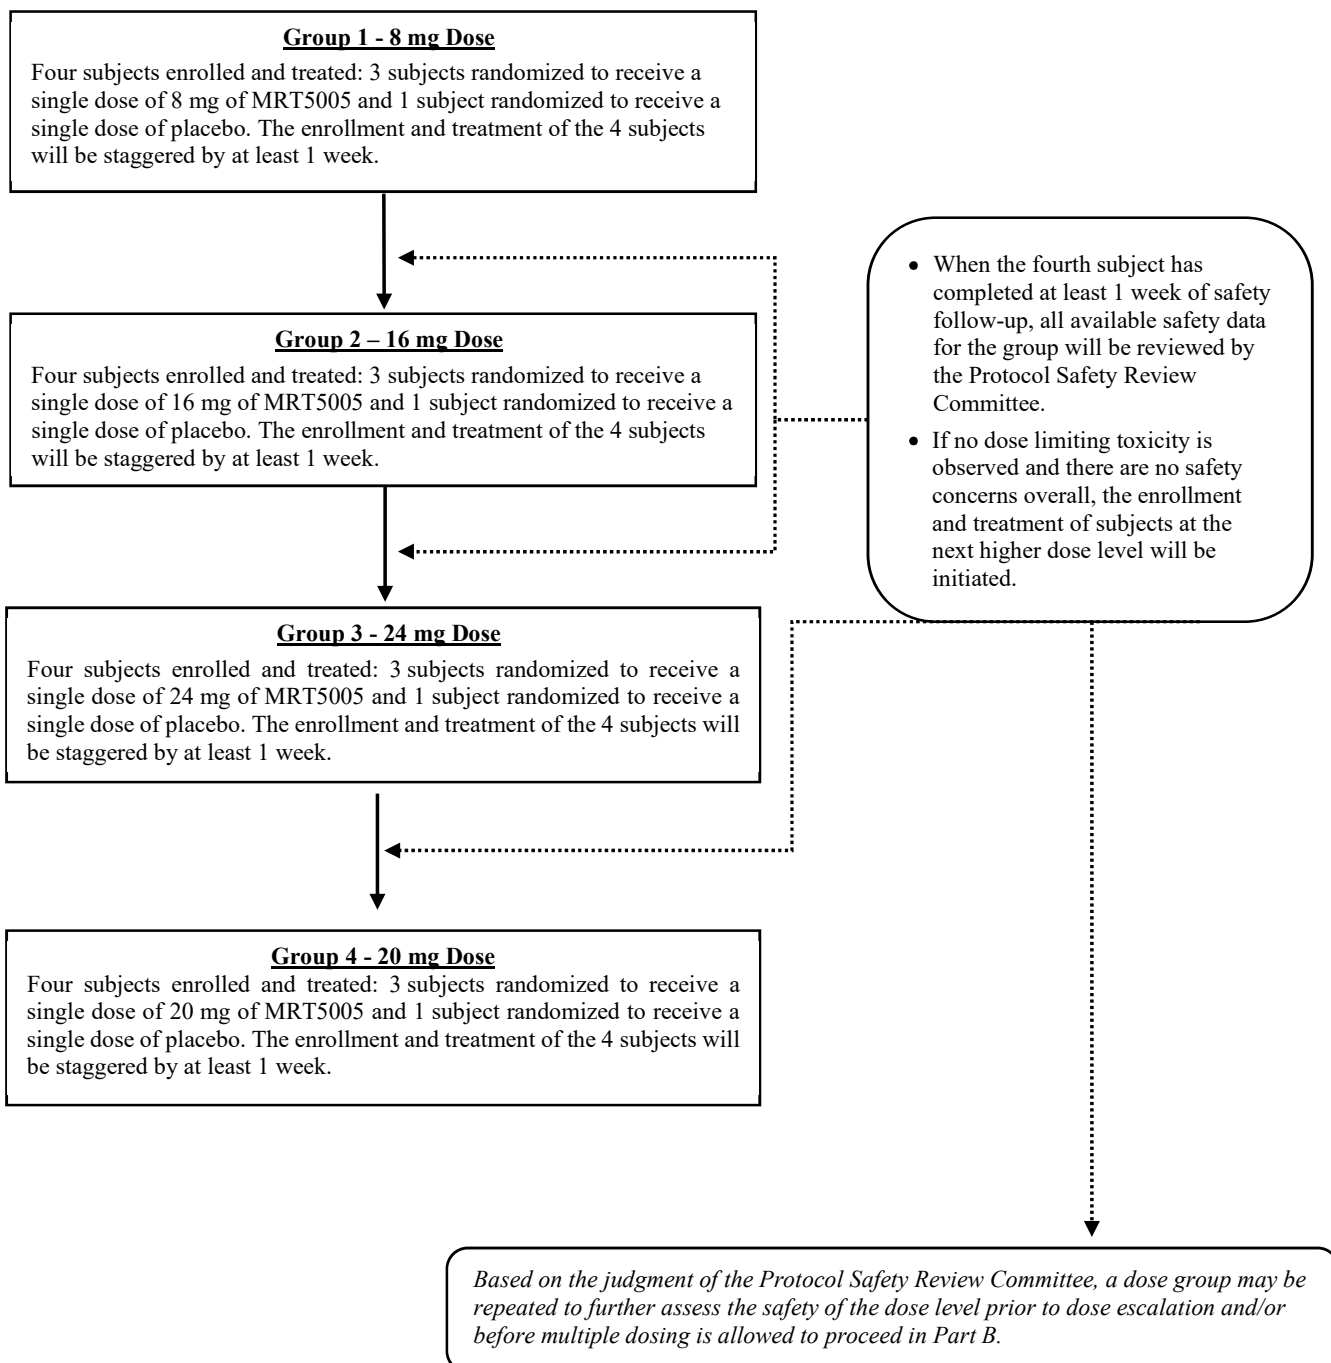 Group 1 - 8 mg Dose
Four subjects enrolled and treated: 3 subjects randomized to receive a
single dose of 8 mg of MRT5005 and 1 subject randomized to receive a
single dose of placebo. The enrollment and treatment of the 4 subjects
will be staggered by at least 1 week.
Group 2 – 16 mg Dose
Four subjects enrolled and treated: 3 subjects randomized to receive a
single dose of 16 mg of MRT5005 and 1 subject randomized to receive a
single dose of placebo. The enrollment and treatment of the 4 subjects
will be staggered by at least 1 week.
• When the fourth subject has
completed at least 1 week of safety
follow-up, all available safety data
for the group will be reviewed by
the Protocol Safety Review
Committee.
• If no dose limiting toxicity is
observed and there are no safety
concerns overall, the enrollment
and treatment of subjects at the
next higher dose level will be
initiated.
Group 3 - 24 mg Dose
Four subjects enrolled and treated: 3 subjects randomized to receive a
single dose of 24 mg of MRT5005 and 1 subject randomized to receive a
single dose of placebo. The enrollment and treatment of the 4 subjects will
be staggered by at least 1 week.
Group 4 - 20 mg Dose
Four subjects enrolled and treated: 3 subjects randomized to receive a
single dose of 20 mg of MRT5005 and 1 subject randomized to receive a
single dose of placebo. The enrollment and treatment of the 4 subjects will
be staggered by at least 1 week.
Based on the judgment of the Protocol Safety Review Committee, a dose group may be
repeated to further assess the safety of the dose level prior to dose escalation and/or
before multiple dosing is allowed to proceed in Part B.